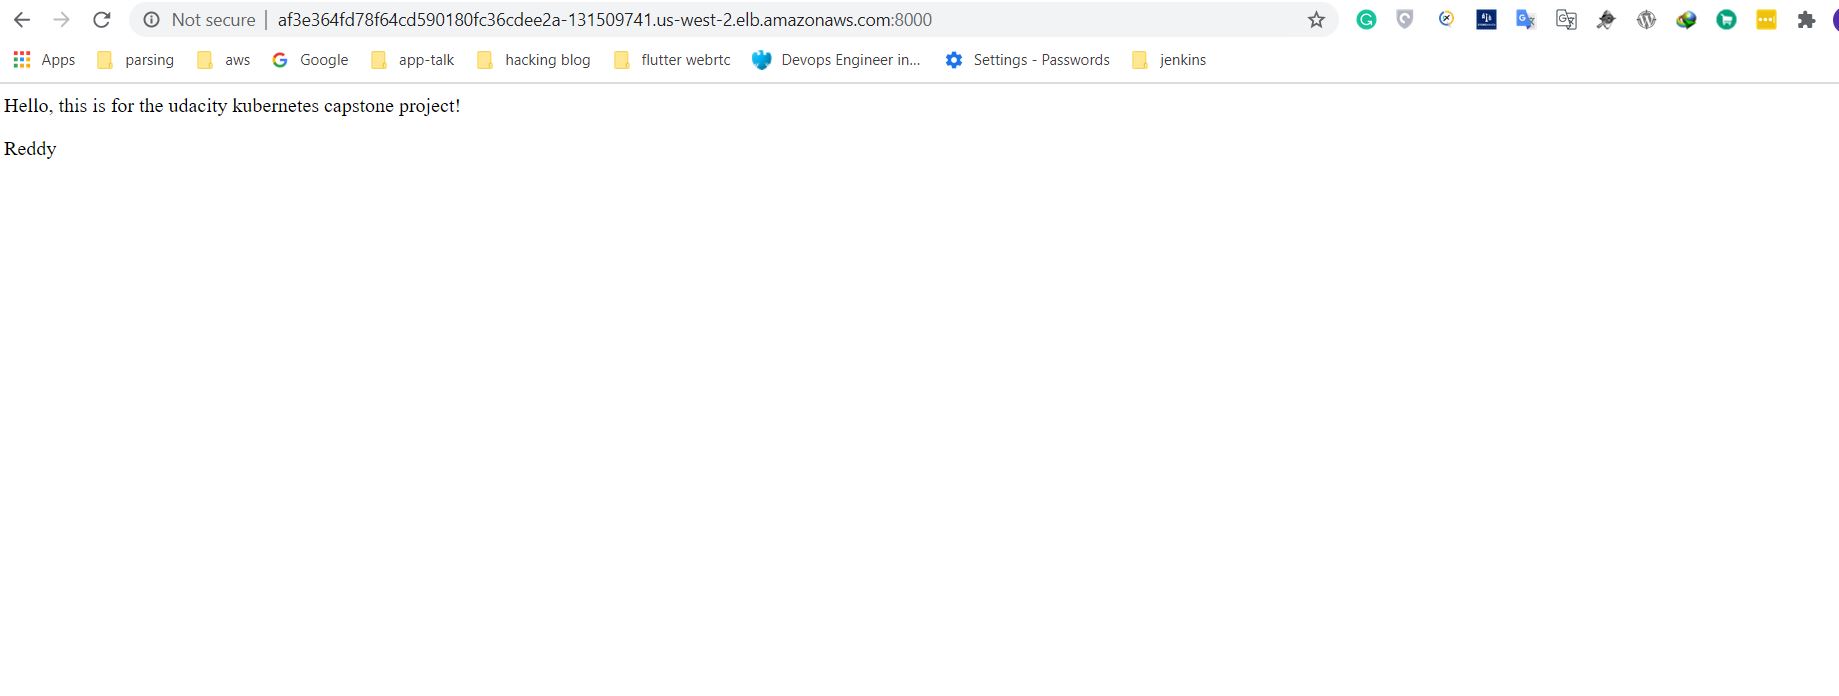 Not secure | af3e364fd78f64cd590180fc36cdee2a-131509741.us-west-2.elb.amazonaws.com:8000
Apps parsing aws Google app-talk hacking blog flutter webrtc Devops Engineer in... Settings - Passwords jenkins
Hello, this is for the udacity kubernetes capstone project!
Reddy